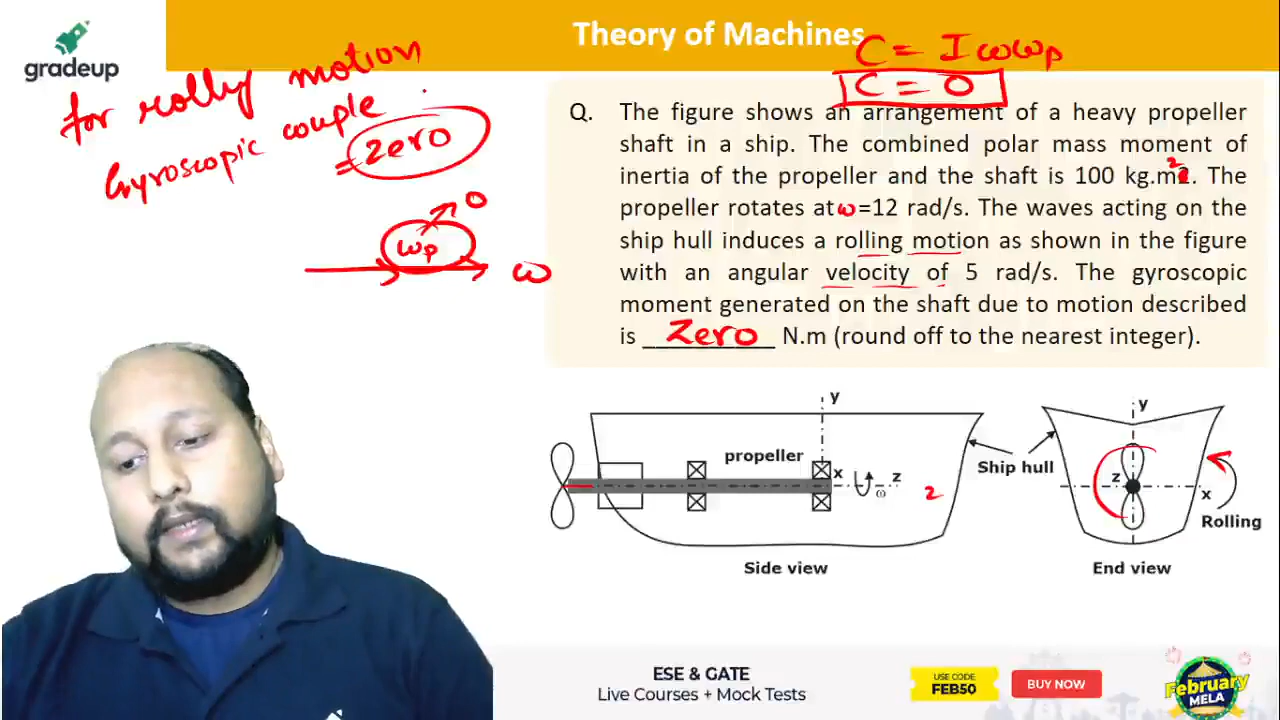 gradeup
Theory of Machines
C = I ω ωp
C = 0
for rolly motion
Gyroscopic couple
= Zero
ωp
0
ω
Q. The figure shows an arrangement of a heavy propeller
shaft in a ship. The combined polar mass moment of
inertia of the propeller and the shaft is 100 kg.m2. The
propeller rotates at ω=12 rad/s. The waves acting on the
ship hull induces a rolling motion as shown in the figure
with an angular velocity of 5 rad/s. The gyroscopic
moment generated on the shaft due to motion described
is Zero N.m (round off to the nearest integer).
y
propeller
x
z
ω
2
Side view
Ship hull
y
z
x
Rolling
End view
ESE & GATE
Live Courses + Mock Tests
USE CODE
FEB50
BUY NOW
February
MELA